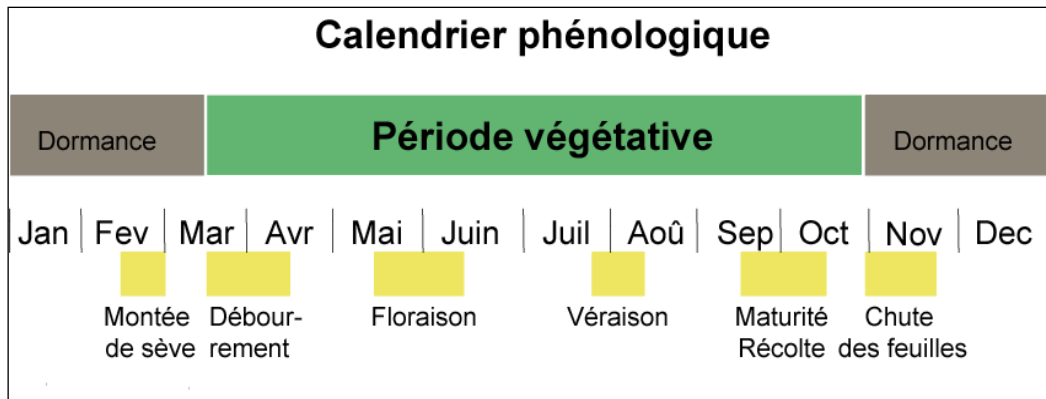 Calendrier phénologique
Dormance Période végétative Dormance
Jan Fev Mar Avr Mai Juin Juil Aoû Sep Oct Nov Dec
Montée Débour- Floraison Véraison Maturité Chute
de sève rement Récolte des feuilles